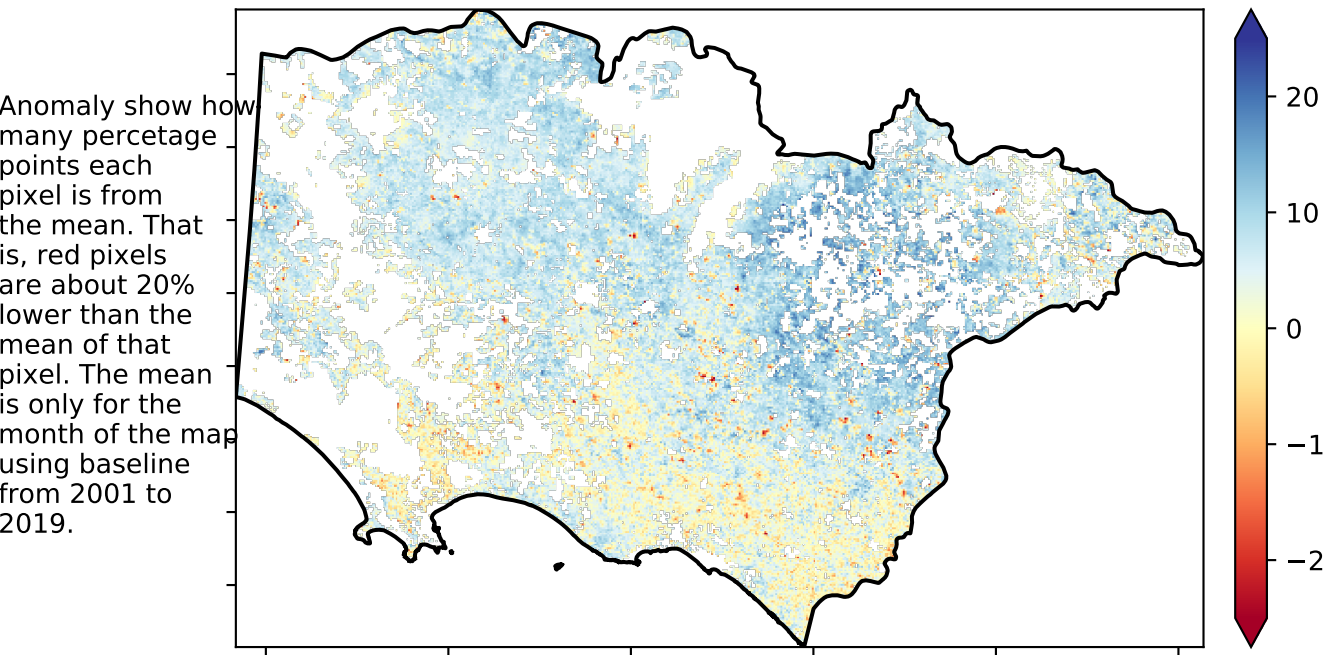 Anomaly show how
many percetage
points each
pixel is from
the mean. That
is, red pixels
are about 20%
lower than the
mean of that
pixel. The mean
is only for the
month of the map
using baseline
from 2001 to
2019.
20
10
0
−1
−2